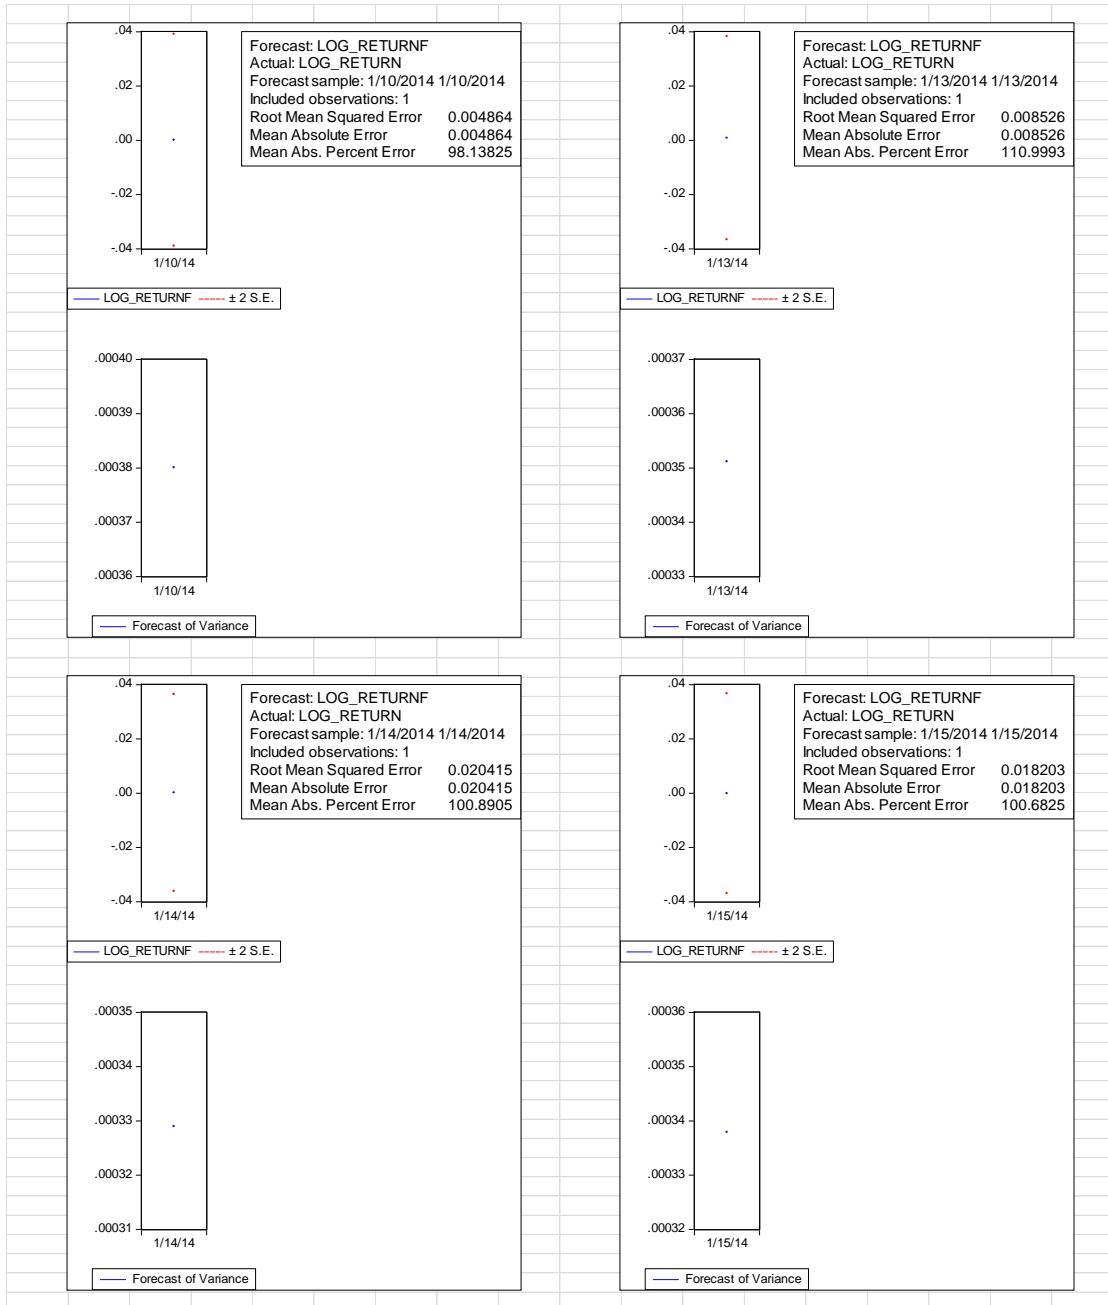 .04
.02
.00
-.02
-.04
1/10/14
Forecast: LOG_RETURNF
Actual: LOG_RETURN
Forecast sample: 1/10/2014 1/10/2014
Included observations: 1
Root Mean Squared Error 0.004864
Mean Absolute Error 0.004864
Mean Abs. Percent Error 98.13825
LOG_RETURNF ± 2 S.E.
.00040
.00039
.00038
.00037
.00036
1/10/14
Forecast of Variance
.04
.02
.00
-.02
-.04
1/13/14
Forecast: LOG_RETURNF
Actual: LOG_RETURN
Forecast sample: 1/13/2014 1/13/2014
Included observations: 1
Root Mean Squared Error 0.008526
Mean Absolute Error 0.008526
Mean Abs. Percent Error 110.9993
LOG_RETURNF ± 2 S.E.
.00037
.00036
.00035
.00034
.00033
1/13/14
Forecast of Variance
.04
.02
.00
-.02
-.04
1/14/14
Forecast: LOG_RETURNF
Actual: LOG_RETURN
Forecast sample: 1/14/2014 1/14/2014
Included observations: 1
Root Mean Squared Error 0.020415
Mean Absolute Error 0.020415
Mean Abs. Percent Error 100.8905
LOG_RETURNF ± 2 S.E.
.00035
.00034
.00033
.00032
.00031
1/14/14
Forecast of Variance
.04
.02
.00
-.02
-.04
1/15/14
Forecast: LOG_RETURNF
Actual: LOG_RETURN
Forecast sample: 1/15/2014 1/15/2014
Included observations: 1
Root Mean Squared Error 0.018203
Mean Absolute Error 0.018203
Mean Abs. Percent Error 100.6825
LOG_RETURNF ± 2 S.E.
.00036
.00035
.00034
.00033
.00032
1/15/14
Forecast of Variance